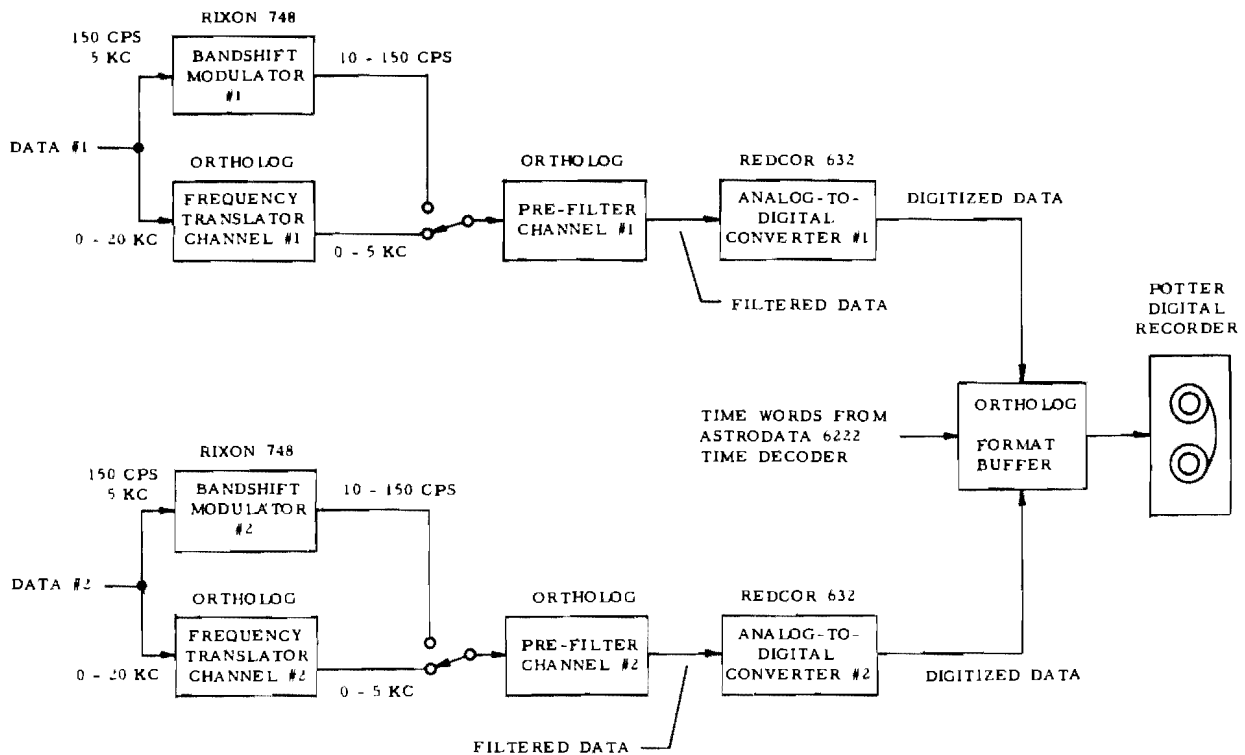 RIXON 748
150 CPS
5 KC
BANDSHIFT
MODULATOR
#1
10 - 150 CPS
DATA #1
ORTHOLOG
FREQUENCY
TRANSLATOR
CHANNEL #1
0 - 20 KC
0 - 5 KC
ORTHOLOG
PRE-FILTER
CHANNEL #1
FILTERED DATA
REDCOR 632
ANALOG-TO-
DIGITAL
CONVERTER #1
DIGITIZED DATA
POTTER
DIGITAL
RECORDER
TIME WORDS FROM
ASTRODATA 6222
TIME DECODER
ORTHOLOG
FORMAT
BUFFER
RIXON 748
150 CPS
5 KC
BANDSHIFT
MODULATOR
#2
10 - 150 CPS
DATA #2
ORTHOLOG
FREQUENCY
TRANSLATOR
CHANNEL #2
0 - 20 KC
0 - 5 KC
ORTHOLOG
PRE-FILTER
CHANNEL #2
FILTERED DATA
REDCOR 632
ANALOG-TO-
DIGITAL
CONVERTER #2
DIGITIZED DATA